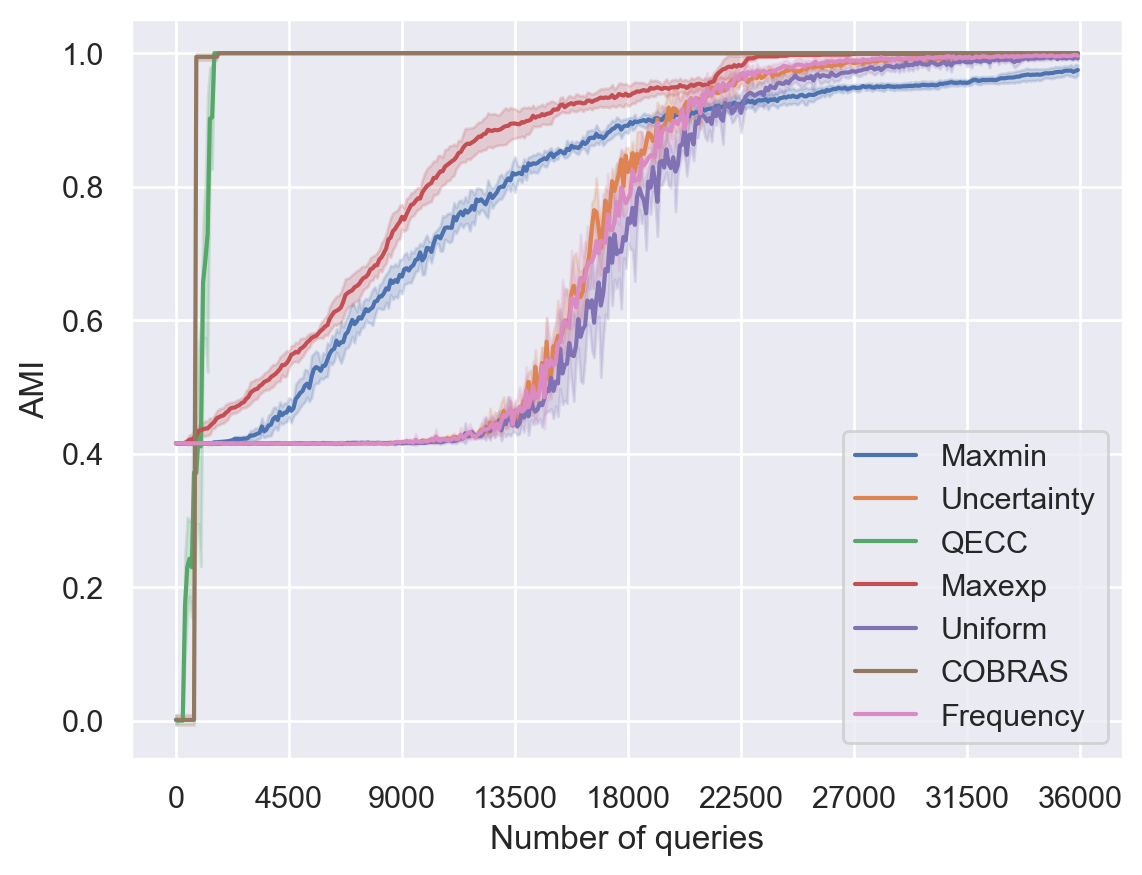 1.0
0.8
0.6
0.4
0.2
0.0
AMI
0 4500 9000 13500 18000 22500 27000 31500 36000
Number of queries
Maxmin
Uncertainty
QECC
Maxexp
Uniform
COBRAS
Frequency